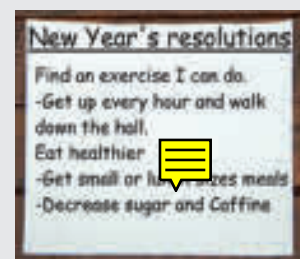 New Year's resolutions
Find an exercise I can do.
-Get up every hour and walk
down the hall.
Eat healthier
-Get small or sizes meals
-Decrease sugar and Caffine